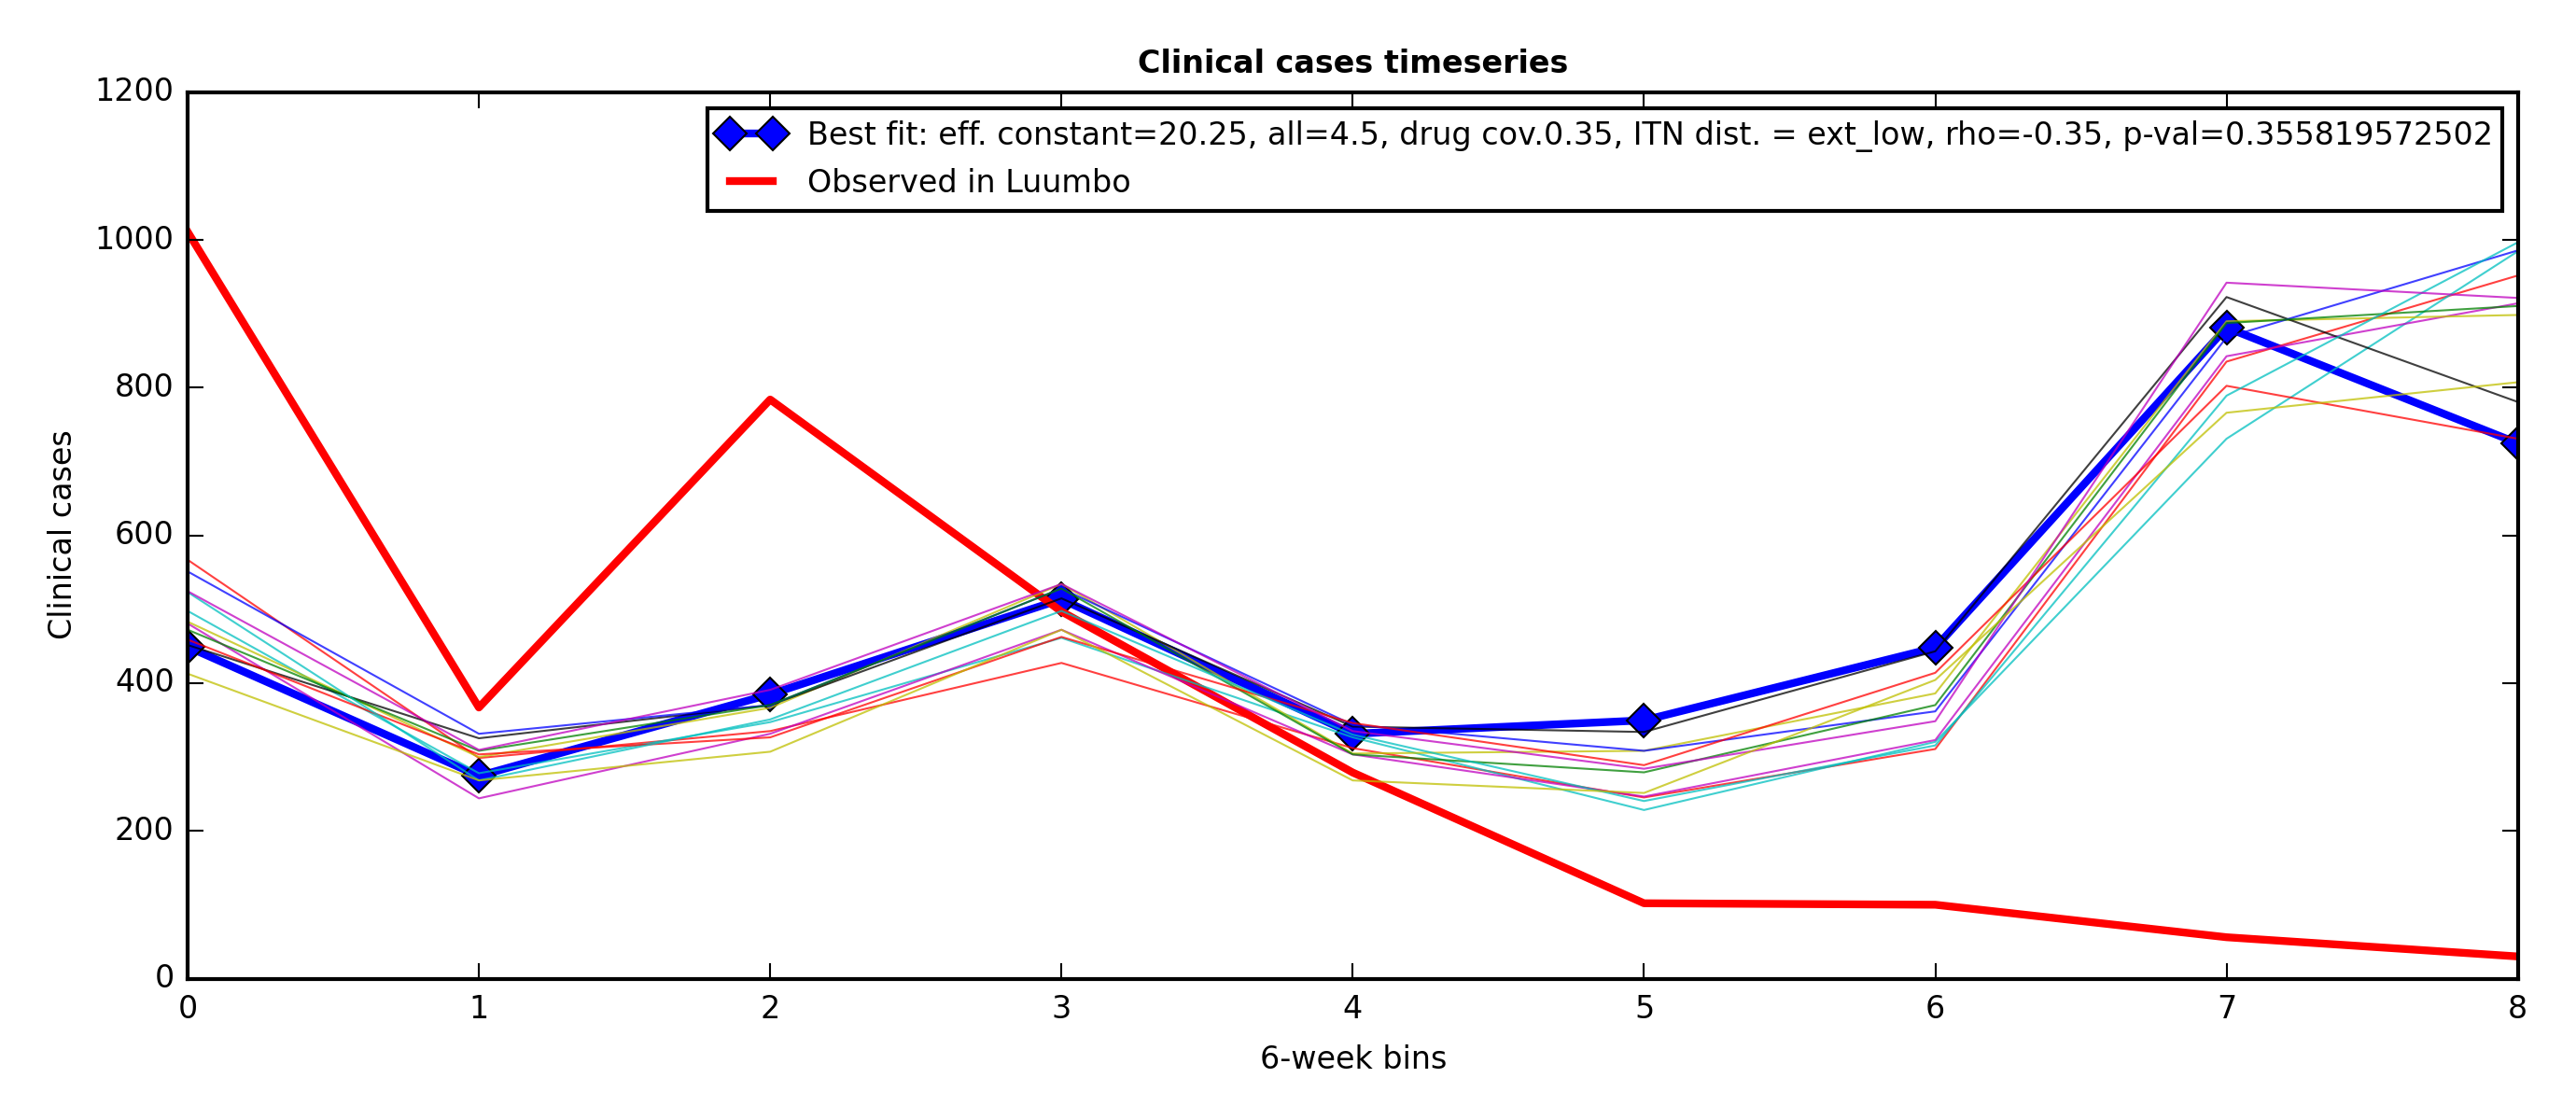 Clinical cases timeseries
Best fit: eff. constant=20.25, all=4.5, drug cov.0.35, ITN dist. = ext_low, rho=-0.35, p-val=0.355819572502
Observed in Luumbo
Clinical cases
1200
1000
800
600
400
200
0
0 1 2 3 4 5 6 7 8
6-week bins